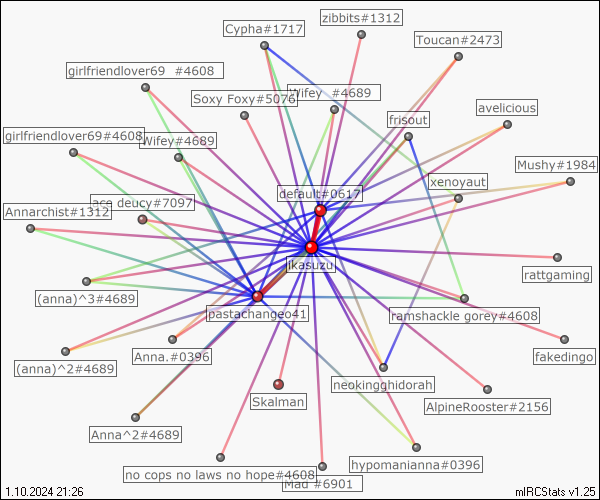 zibbits#1312
Cypha#1717
Toucan#2473
girlfriendlover69 #4608
Soxy Foxy#5076
Wifey #4689
avelicious
frisout
girlfriendlover69#4608
Wifey#4689
Mushy#1984
xenoyaut
default#0617
ace deucy#7097
Annarchist#1312
ikasuzu
rattgaming
(anna)^3#4689
pastachange041
ramshackle gorey#4608
Anna.#0396
fakedingo
(anna)^2#4689
neokingghidorah
Skalman
AlpineRooster#2156
Anna^2#4689
hypomanianna#0396
no cops no laws no hope#4608
Mad #6901
1.10.2024 21:26
mIRCStats v1.25